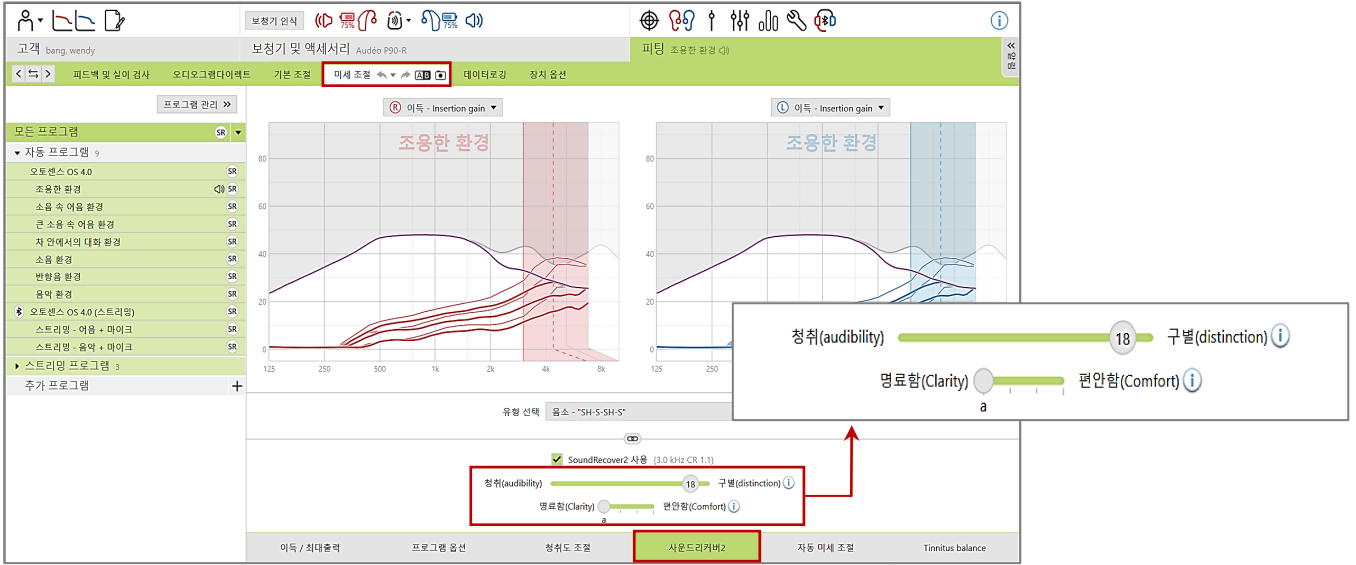 75%
75%
보청기 인식
고객 bang, wendy
보청기 및 액세서리 Audéo P90-R
피팅 조용한 환경
알림
피드백 및 실이 검사
오디오그램다이렉트
기본 조절
미세 조절
AB
데이터로깅
장치 옵션
프로그램 관리
모든 프로그램 SR
자동 프로그램 9
오토센스 OS 4.0 SR
조용한 환경 SR
소음 속 어음 환경 SR
큰 소음 속 어음 환경 SR
차 안에서의 대화 환경 SR
소음 환경 SR
반향음 환경 SR
음악 환경 SR
오토센스 OS 4.0 (스트리밍) SR
스트리밍 - 어음 + 마이크 SR
스트리밍 - 음악 + 마이크 SR
스트리밍 프로그램 3
추가 프로그램
R 이득 - Insertion gain
조용한 환경
80
60
40
20
0
125 250 500 1k 2k 4k 8k
L 이득 - Insertion gain
조용한 환경
80
60
40
20
0
125 250
청취(audibility) 18 구별(distinction)
명료함(Clarity) 편안함(Comfort)
a
유형 선택 음소 - "SH-S-SH-S"
SoundRecover2 사용 (3.0 kHz CR 1.1)
청취(audibility) 18 구별(distinction)
명료함(Clarity) 편안함(Comfort)
a
이득 / 최대출력
프로그램 옵션
청취도 조절
사운드리커버2
자동 미세 조절
Tinnitus balance